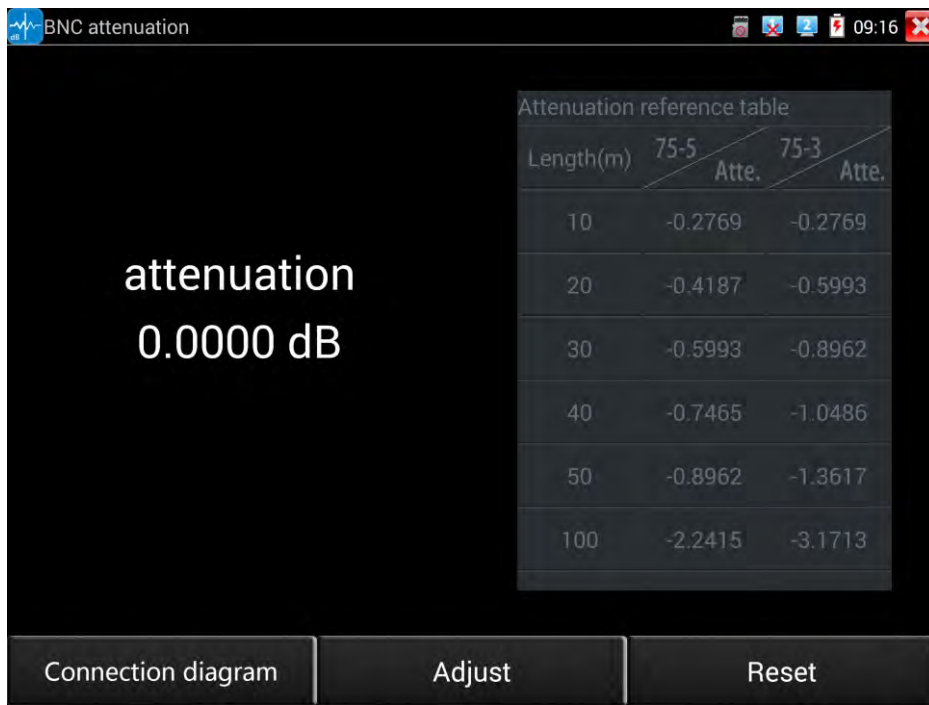 BNC attenuation
2
09:16
dB
attenuation
0.0000 dB
Attenuation reference table
Length(m) 75-5 Atte. 75-3 Atte.
10 -0.2769 -0.2769
20 -0.4187 -0.5993
30 -0.5993 -0.8962
40 -0.7465 -1.0486
50 -0.8962 -1.3617
100 -2.2415 -3.1713
Connection diagram
Adjust
Reset